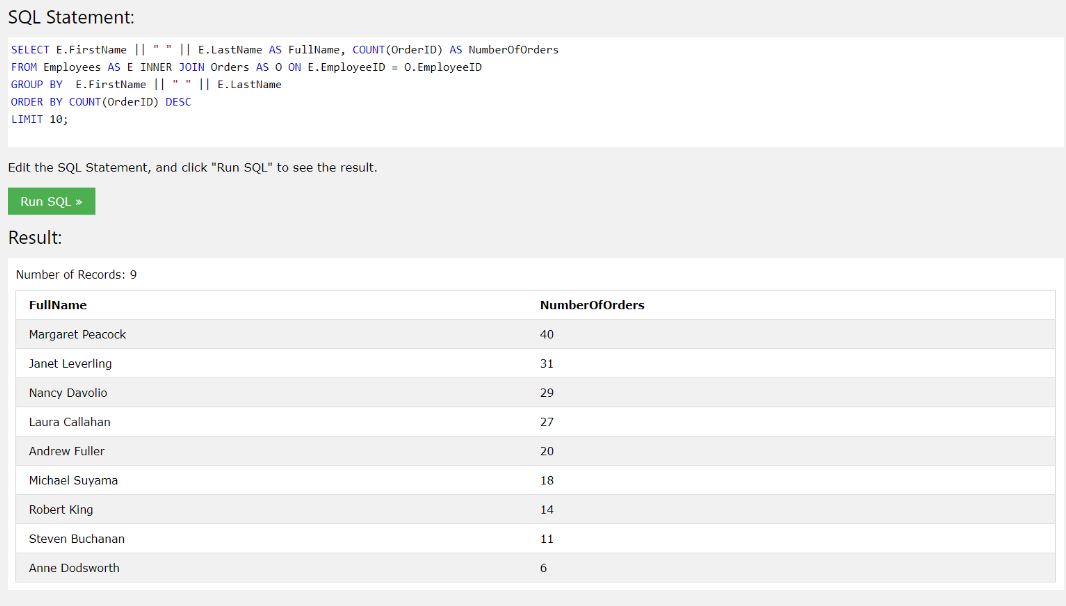 SQL Statement:
SELECT E.FirstName || " " || E.LastName AS FullName, COUNT(OrderID) AS NumberOfOrders
FROM Employees AS E INNER JOIN Orders AS O ON E.EmployeeID = O.EmployeeID
GROUP BY  E.FirstName || " " || E.LastName
ORDER BY COUNT(OrderID) DESC
LIMIT 10;
Edit the SQL Statement, and click "Run SQL" to see the result.
Run SQL »
Result:
Number of Records: 9
FullName NumberOfOrders
Margaret Peacock 40
Janet Leverling 31
Nancy Davolio 29
Laura Callahan 27
Andrew Fuller 20
Michael Suyama 18
Robert King 14
Steven Buchanan 11
Anne Dodsworth 6